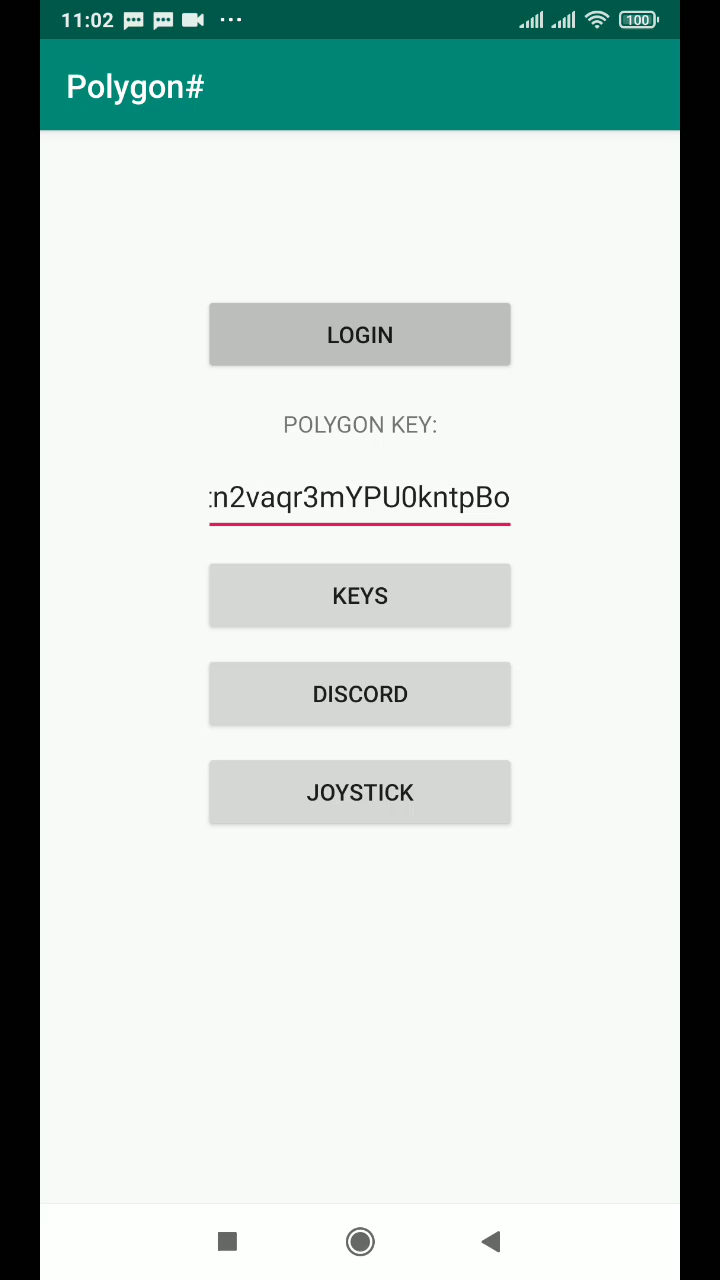 11:02
100
Polygon#
LOGIN
POLYGON KEY:
n2vaqr3mYPU0kntpBo
KEYS
DISCORD
JOYSTICK